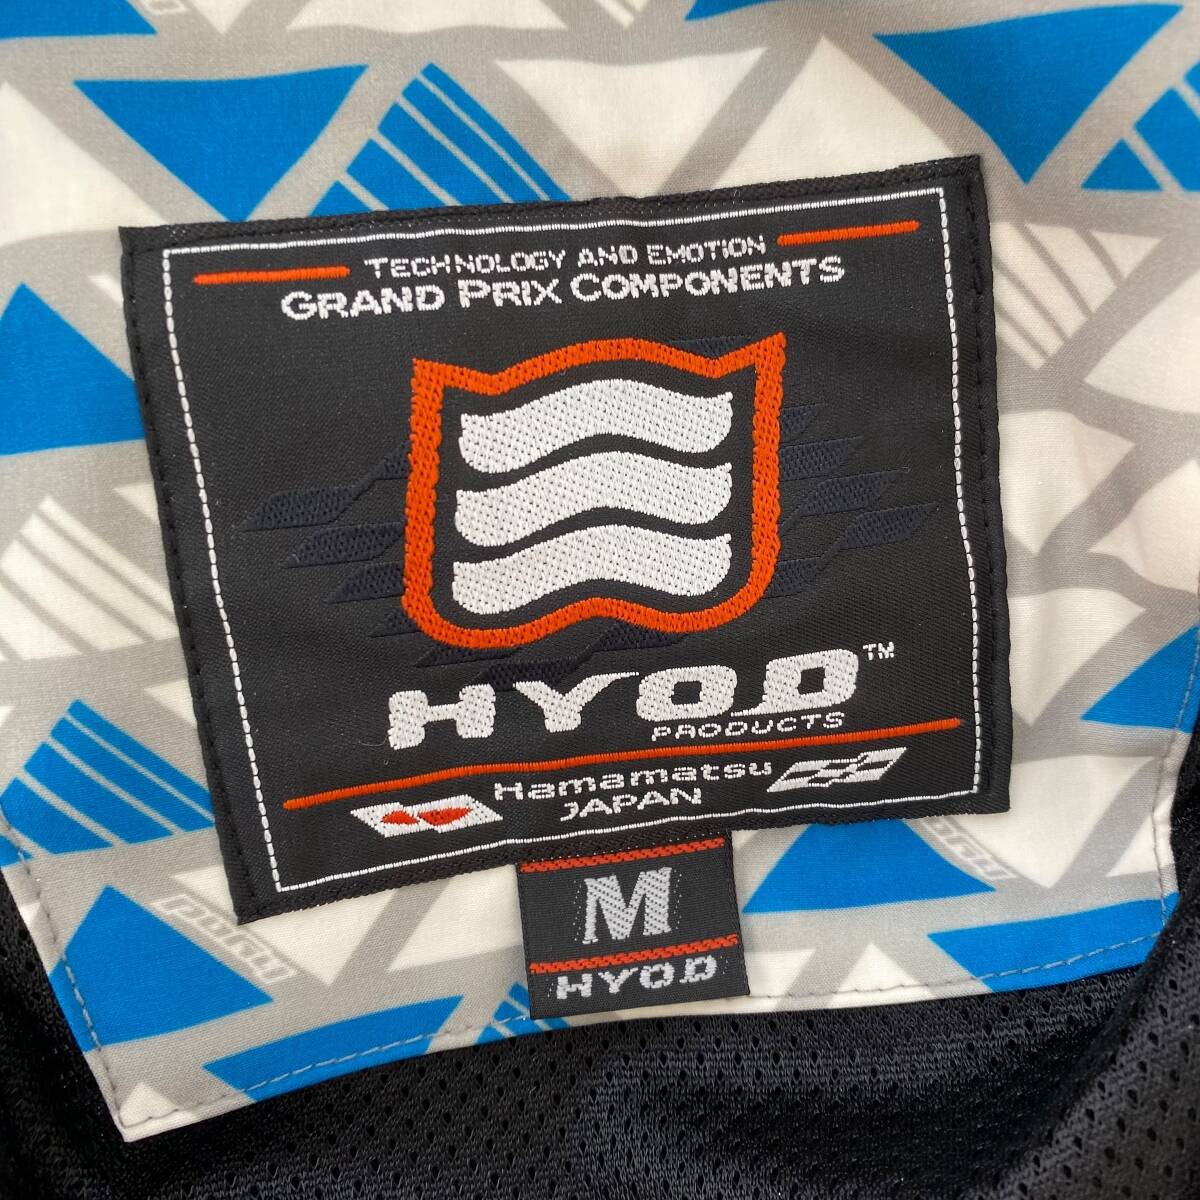 TECHNOLOGY AND EMOTION
GRAND PRIX COMPONENTS
HYOD™
PRODUCTS
Hamamatsu
JAPAN
M
HYOD